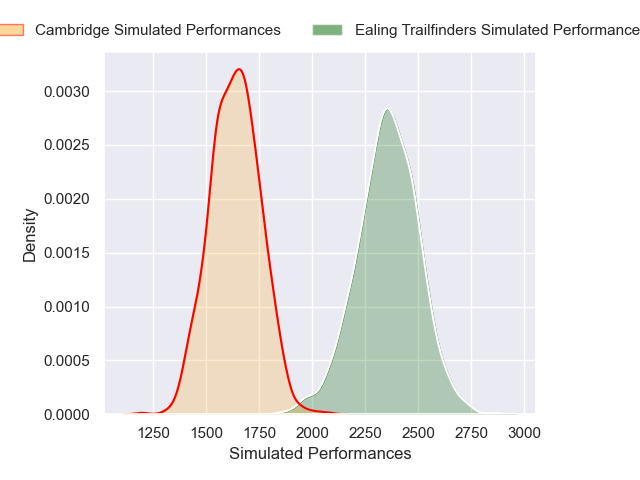 Cambridge Simulated Performances
Ealing Trailfinders Simulated Performance
0.0030
0.0025
0.0020
0.0015
0.0010
0.0005
0.0000
Density
1250 1500 1750 2000 2250 2500 2750 3000
Simulated Performances